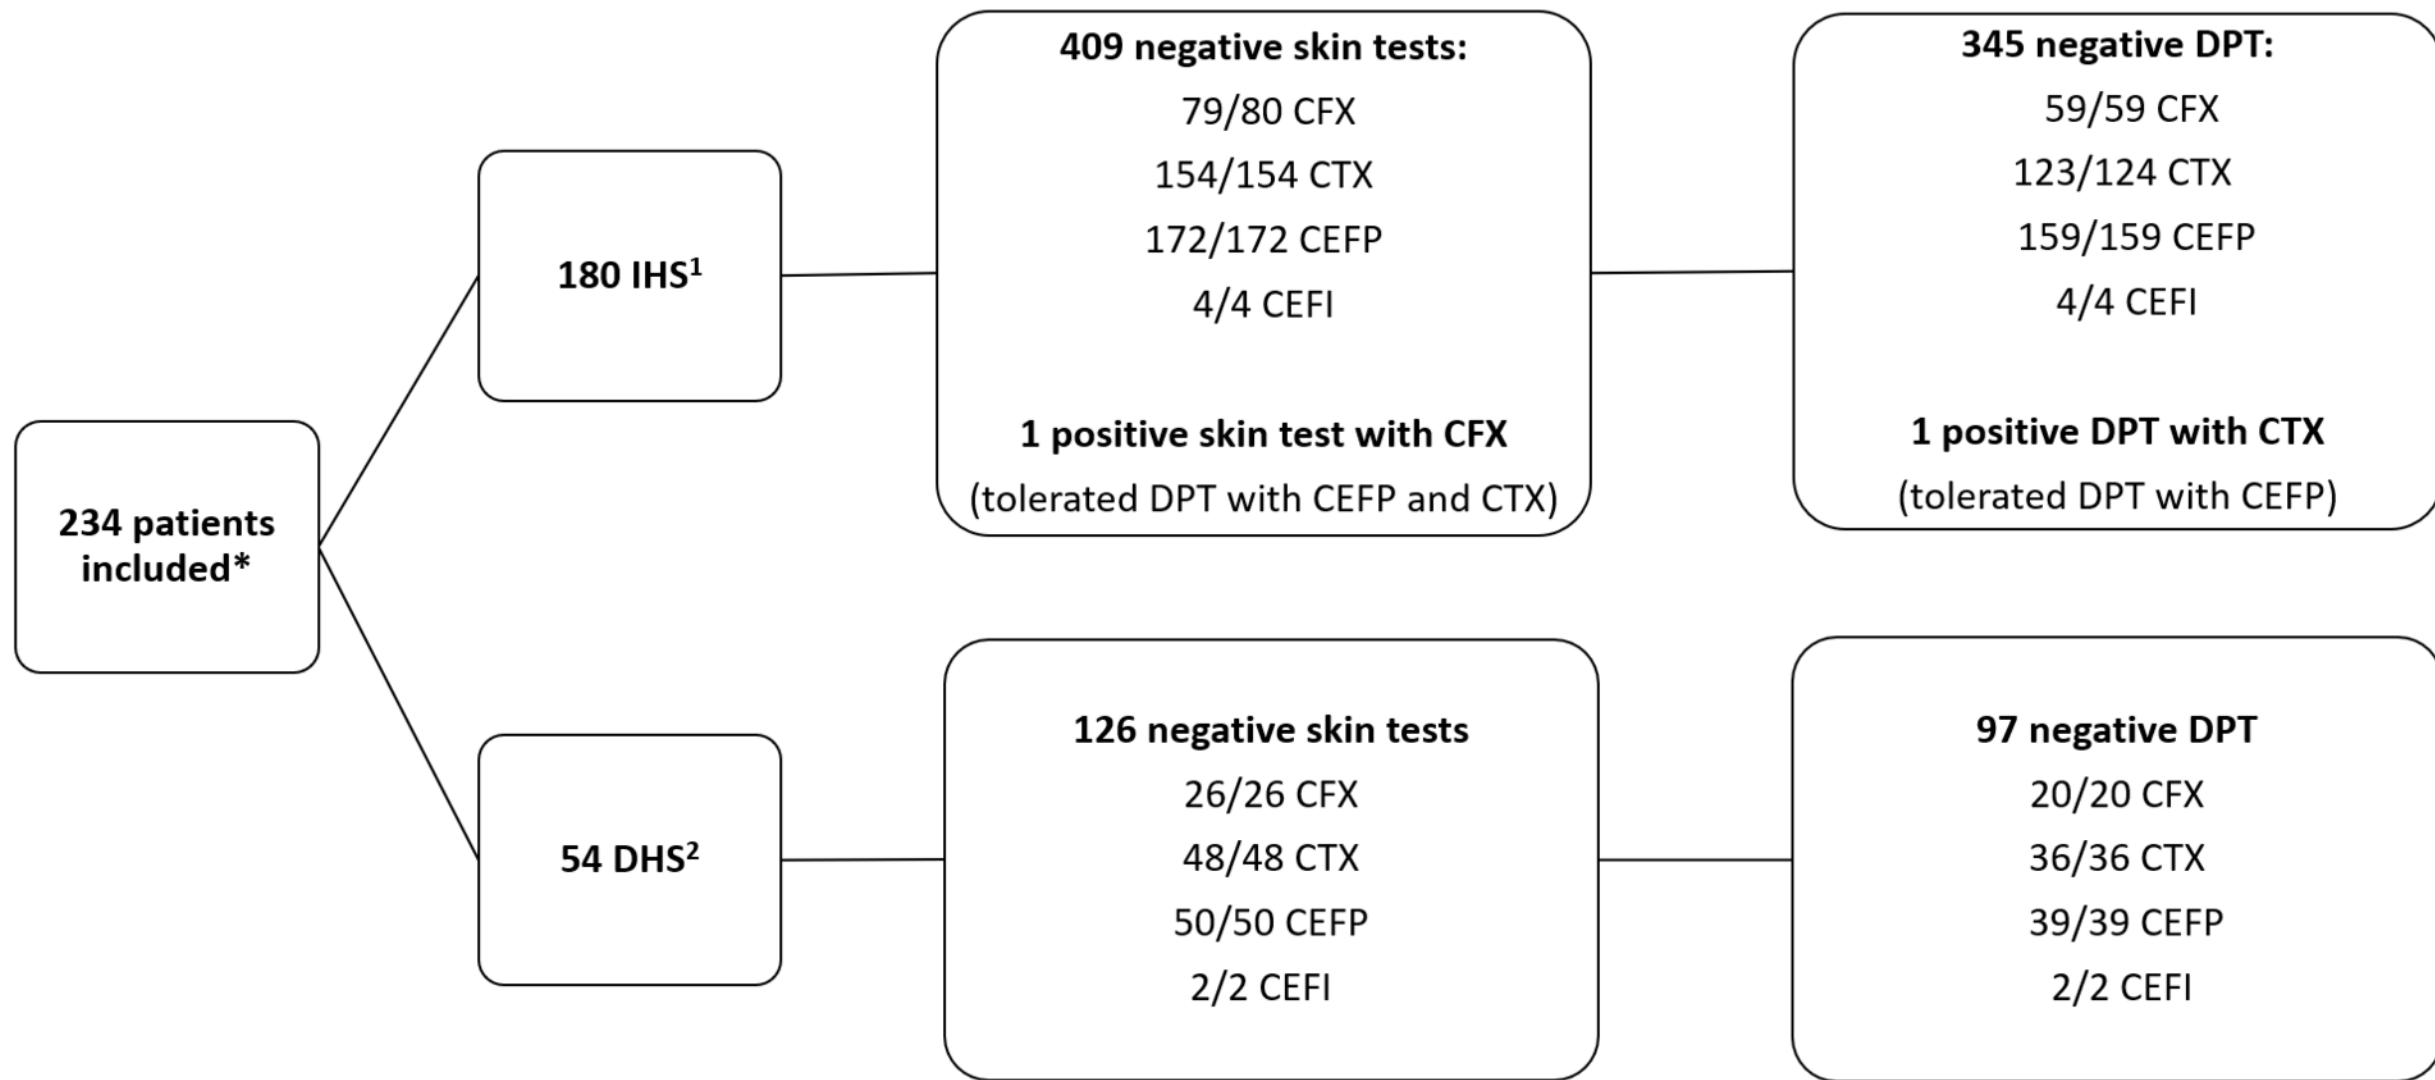 234 patients
included*
180 IHS¹
409 negative skin tests:
79/80 CFX
154/154 CTX
172/172 CEFP
4/4 CEFI
1 positive skin test with CFX
(tolerated DPT with CEFP and CTX)
345 negative DPT:
59/59 CFX
123/124 CTX
159/159 CEFP
4/4 CEFI
1 positive DPT with CTX
(tolerated DPT with CEFP)
54 DHS²
126 negative skin tests
26/26 CFX
48/48 CTX
50/50 CEFP
2/2 CEFI
97 negative DPT
20/20 CFX
36/36 CTX
39/39 CEFP
2/2 CEFI